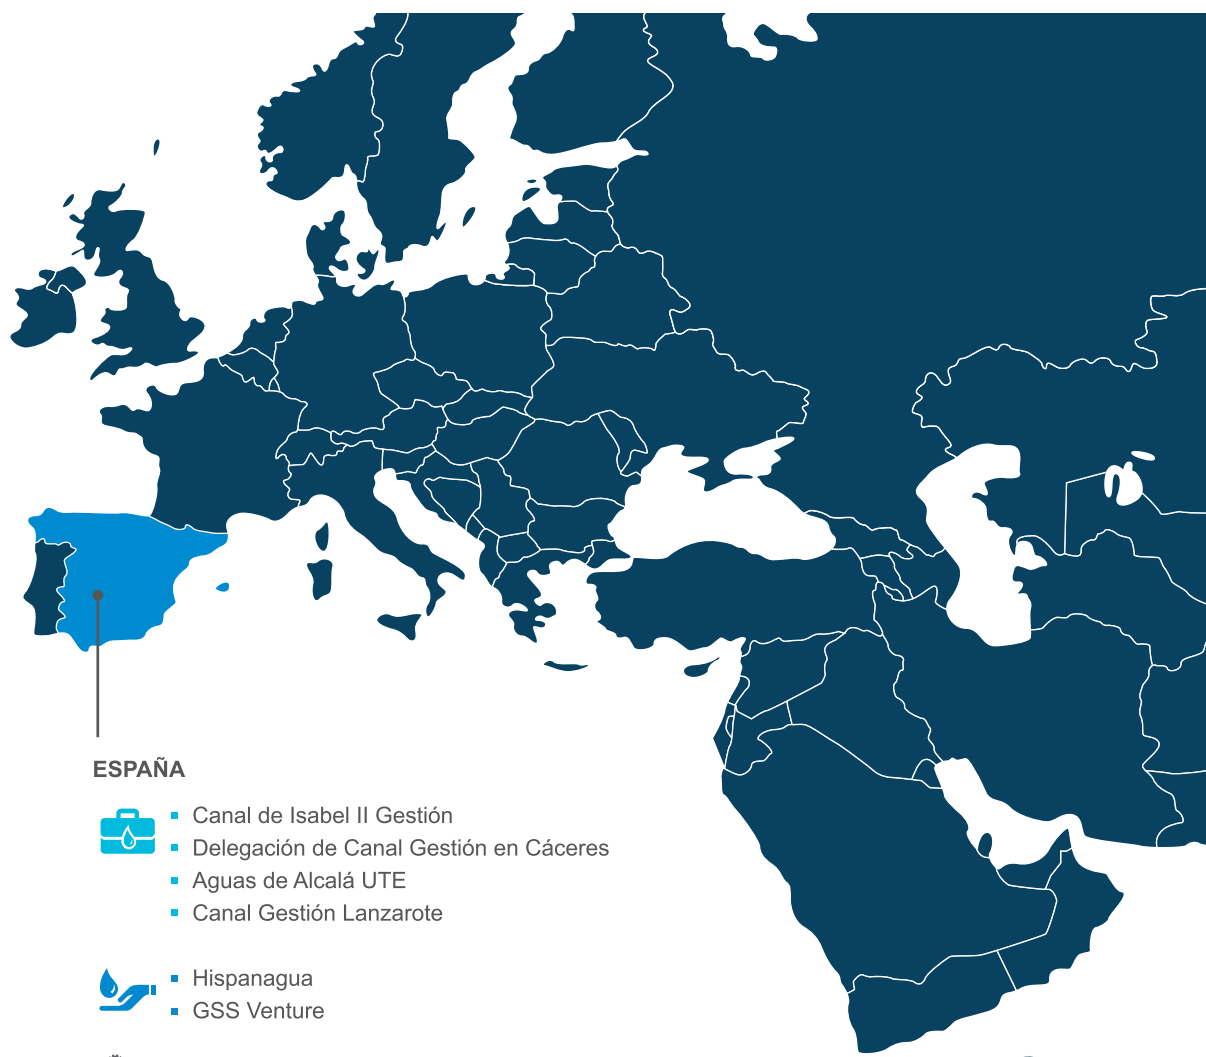 ESPAÑA
Canal de Isabel II Gestión
Delegación de Canal Gestión en Cáceres
Aguas de Alcalá UTE
Canal Gestión Lanzarote
Hispanagua
GSS Venture